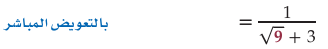 = 1 / (√9 + 3) بالتعويض المباشر